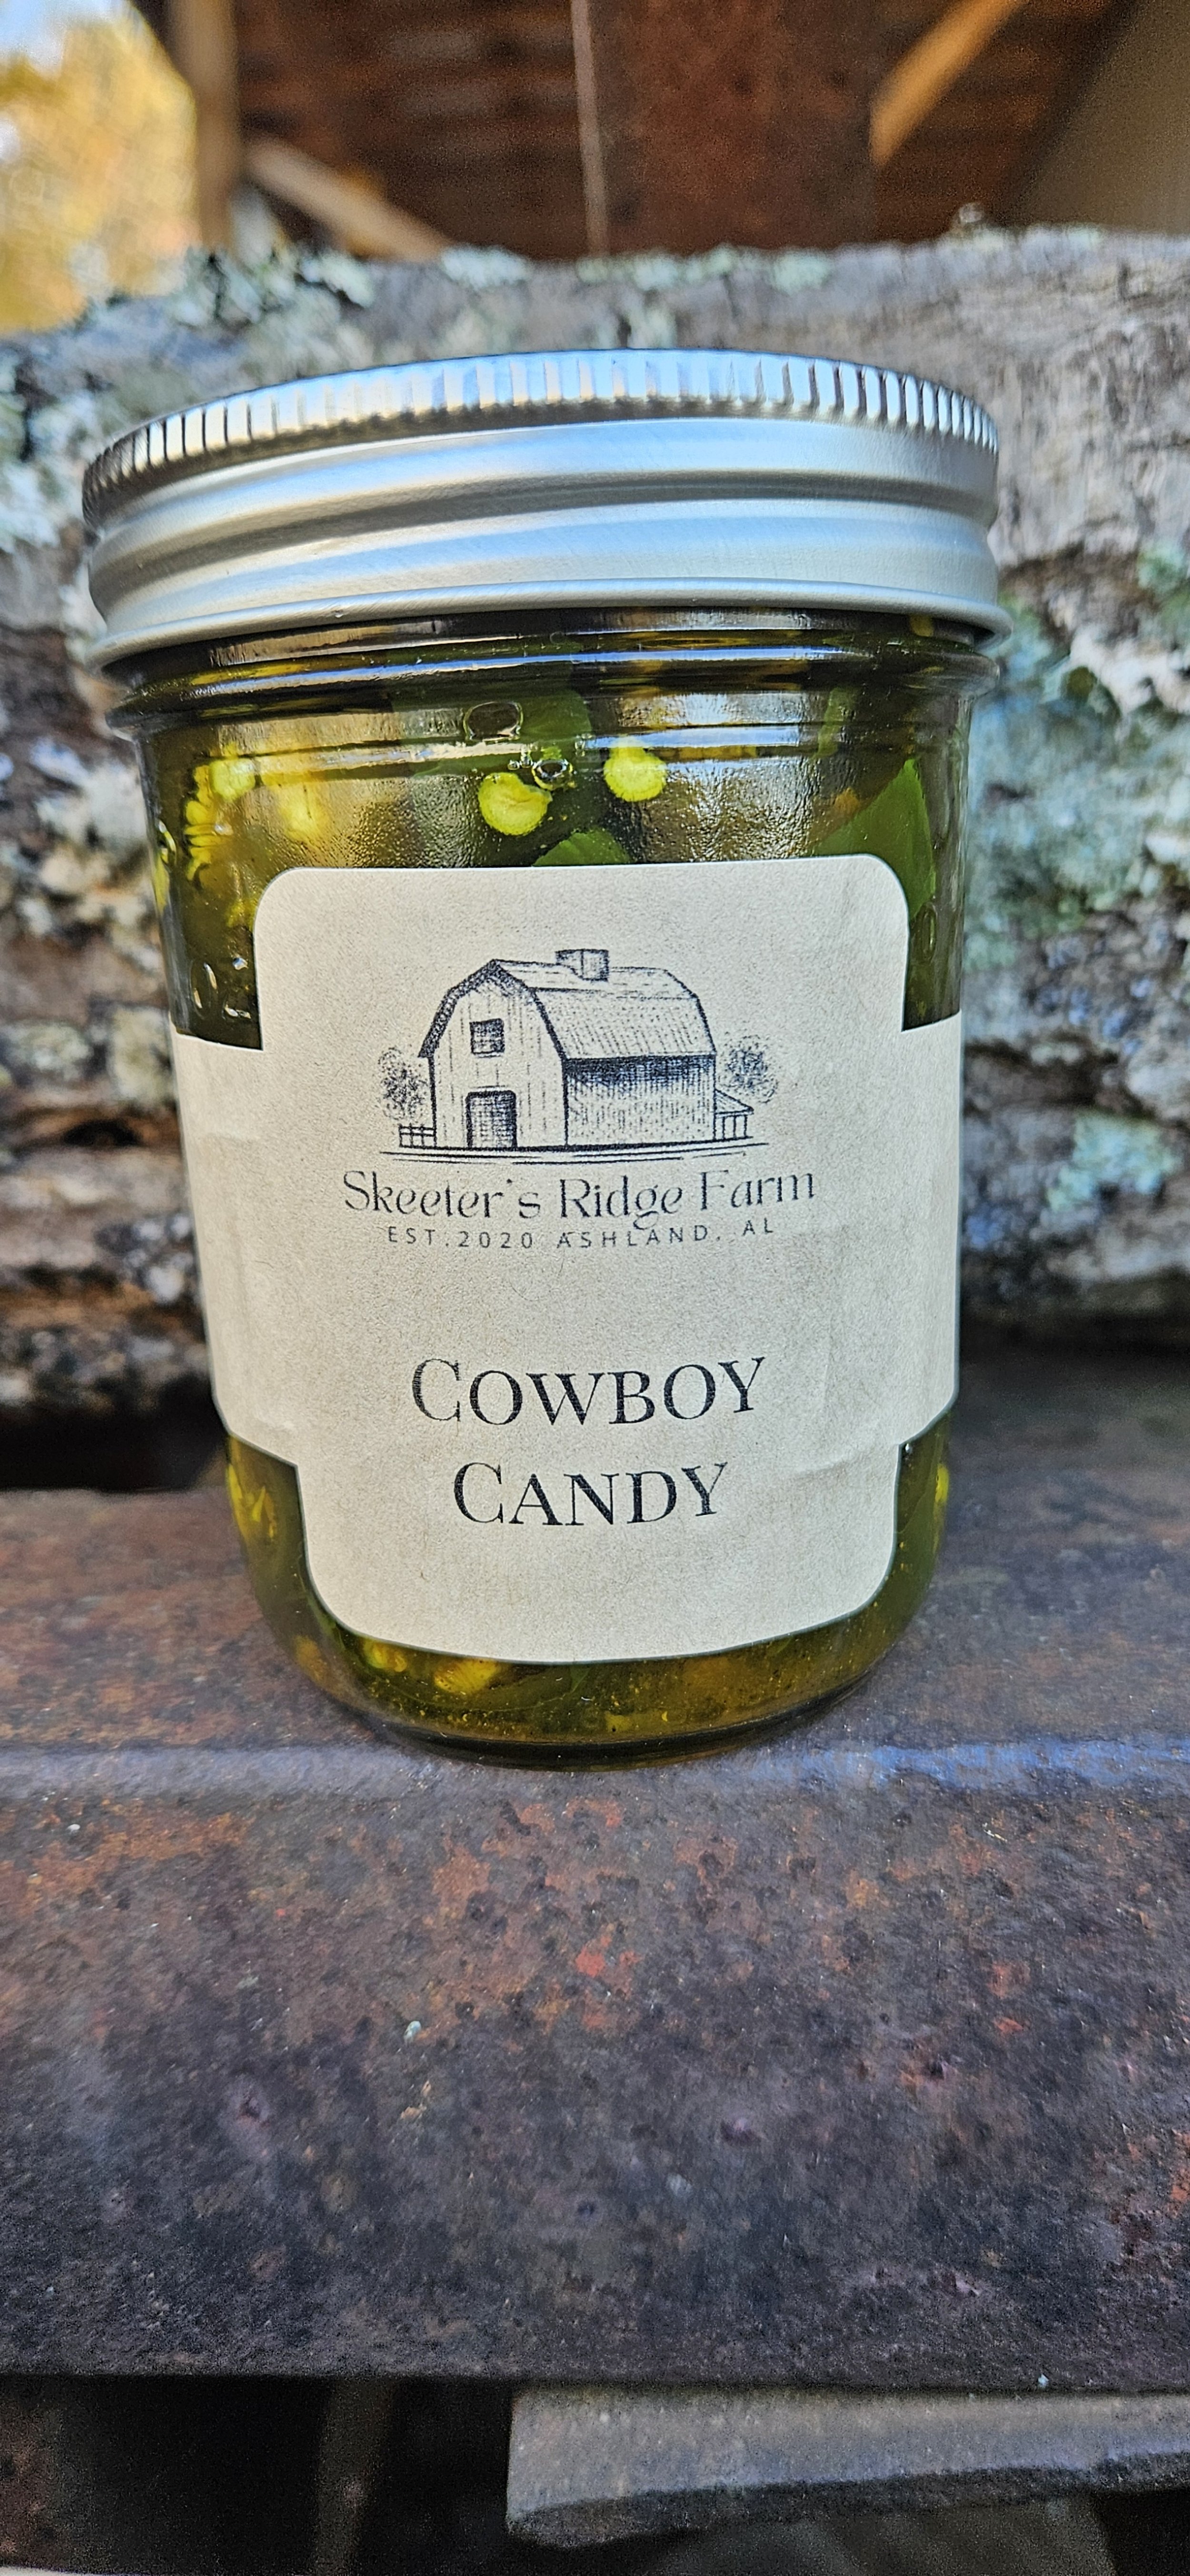 Skeeter's Ridge Farm
EST.2020 ASHLAND, AL
COWBOY
CANDY